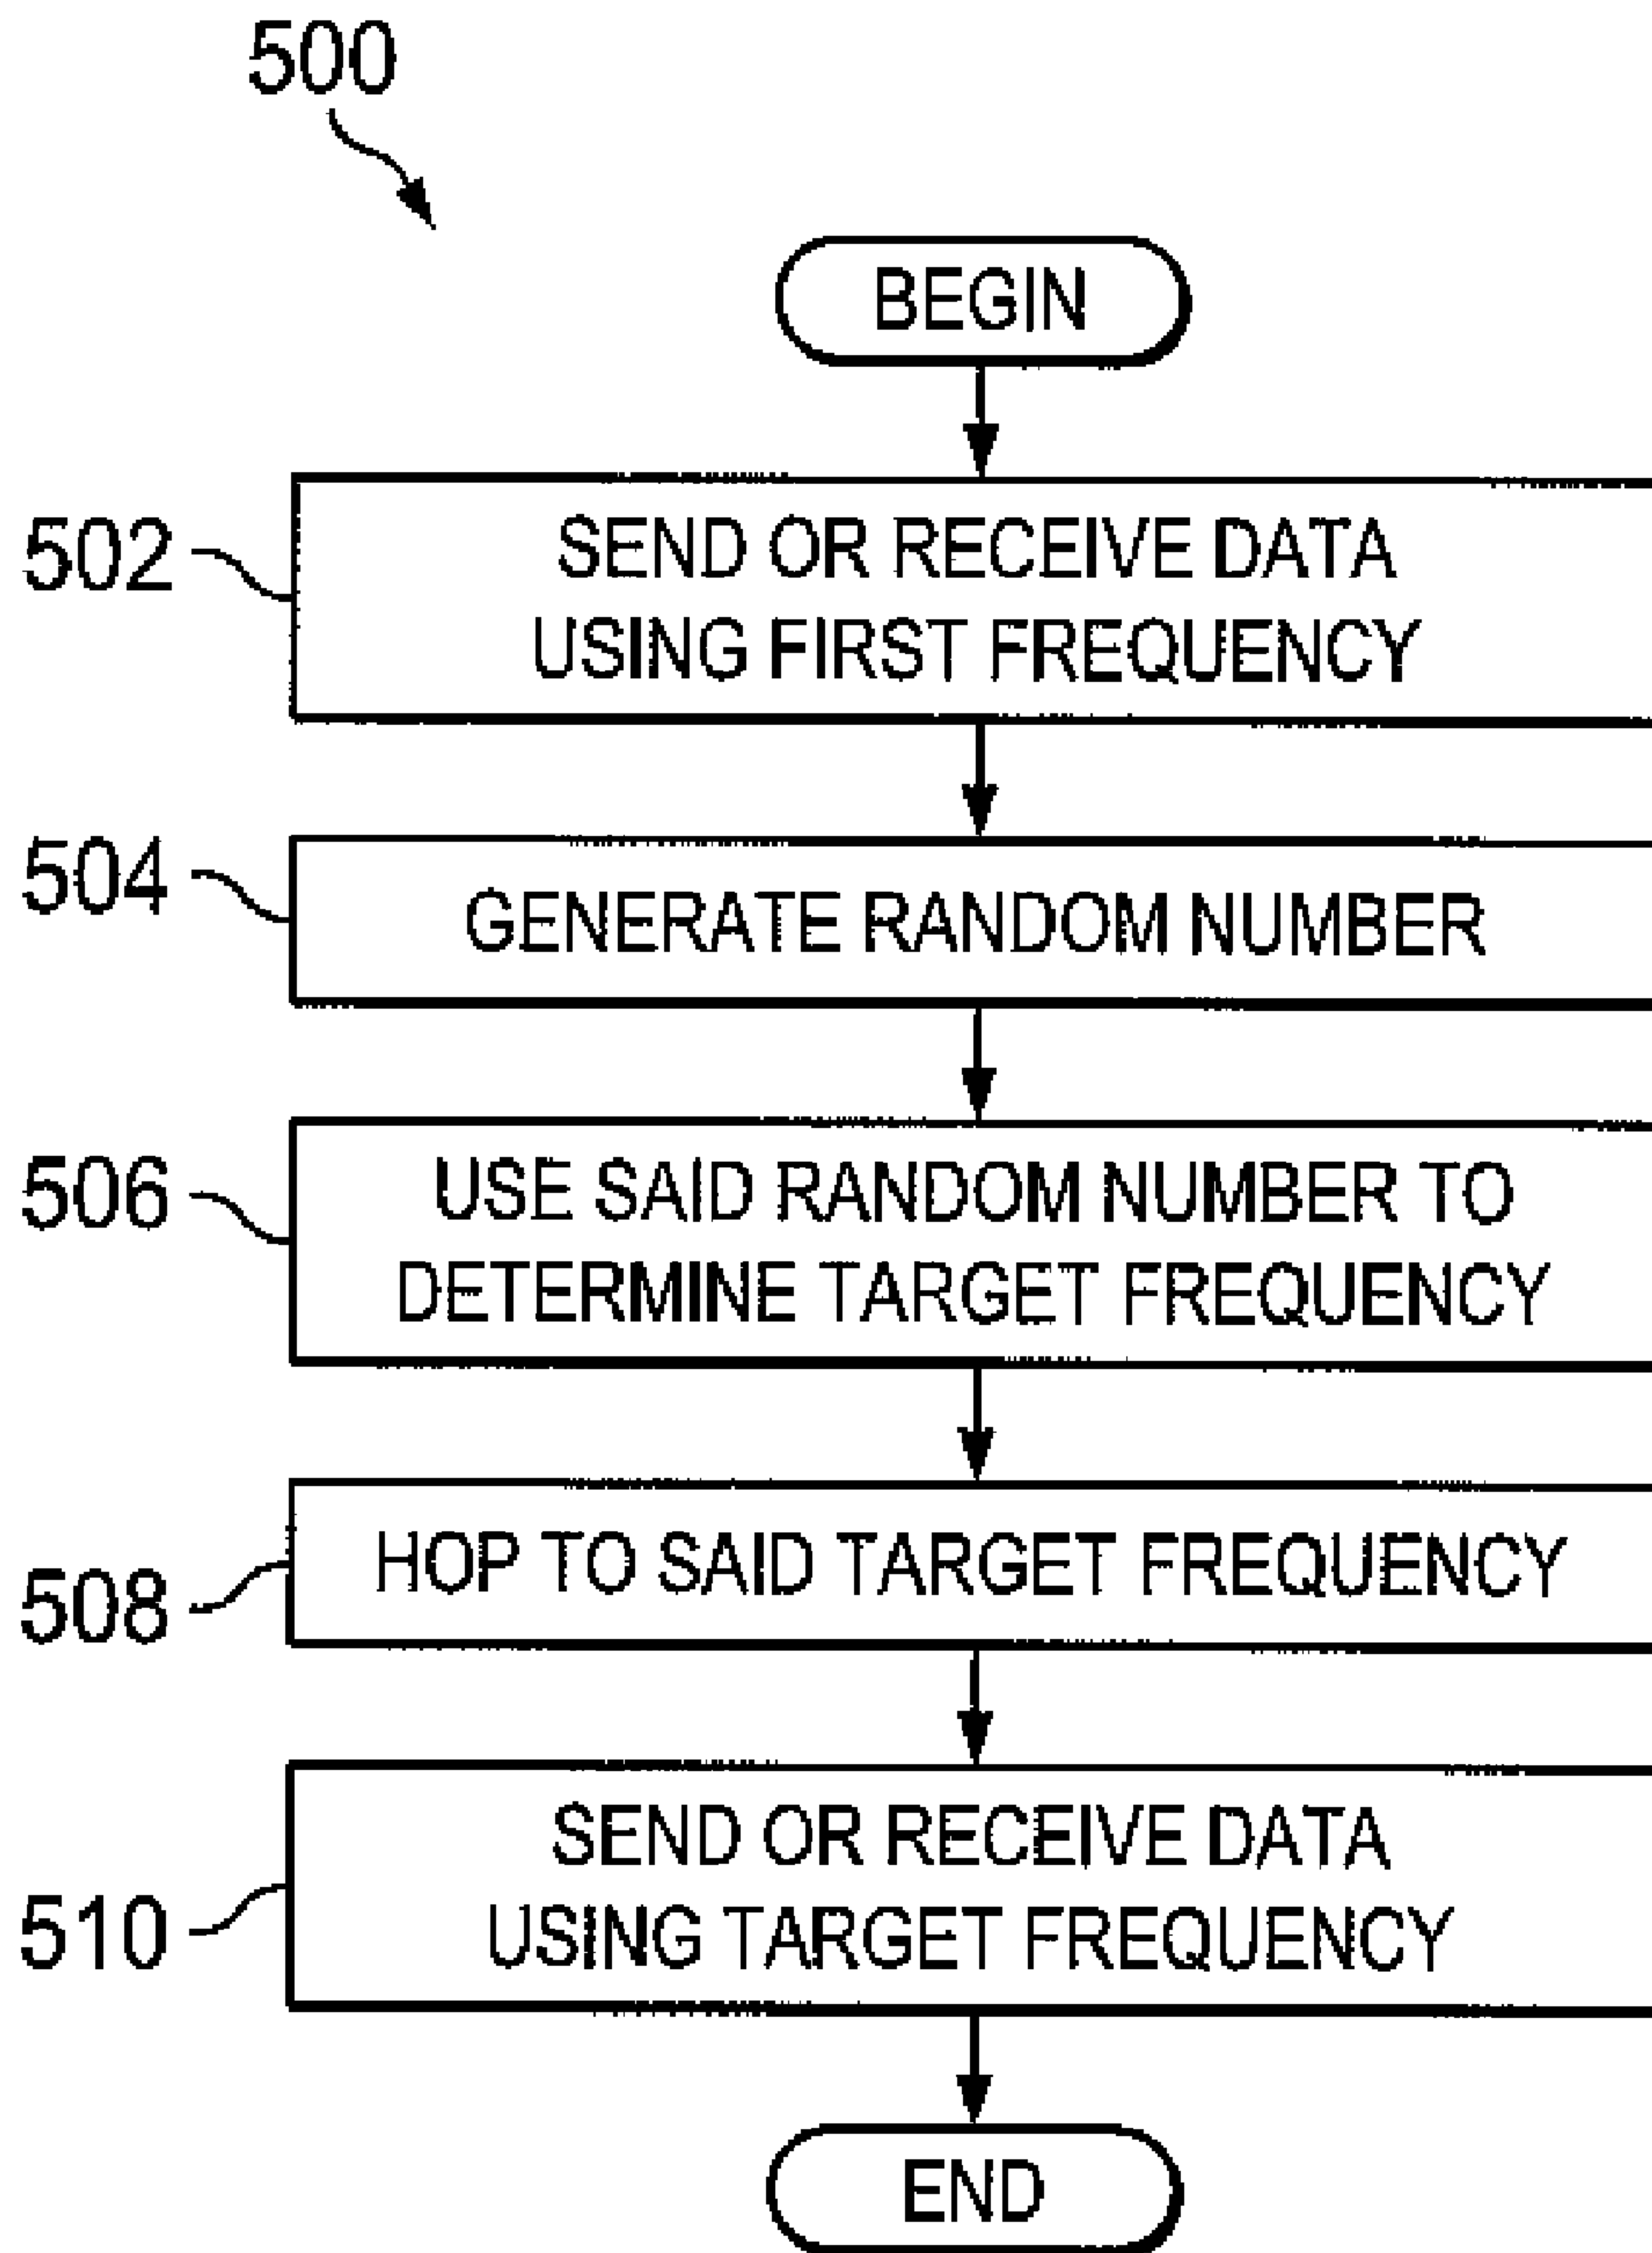 500
BEGIN
502
SEND OR RECEIVE DATA
USING FIRST FREQUENCY
504
GENERATE RANDOM NUMBER
506
USE SAID RANDOM NUMBER TO
DETERMINE TARGET FREQUENCY
508
HOP TO SAID TARGET FREQUENCY
510
SEND OR RECEIVE DATA
USING TARGET FREQUENCY
END